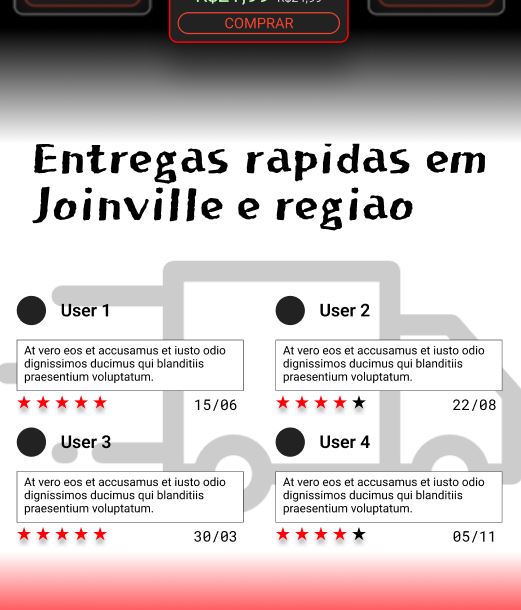 COMPRAR
Entregas rapidas em
Joinville e regiao
User 1
At vero eos et accusamus et iusto odio
dignissimos ducimus qui blanditiis
praesentium voluptatum.
15/06
User 2
At vero eos et accusamus et iusto odio
dignissimos ducimus qui blanditiis
praesentium voluptatum.
22/08
User 3
At vero eos et accusamus et iusto odio
dignissimos ducimus qui blanditiis
praesentium voluptatum.
30/03
User 4
At vero eos et accusamus et iusto odio
dignissimos ducimus qui blanditiis
praesentium voluptatum.
05/11